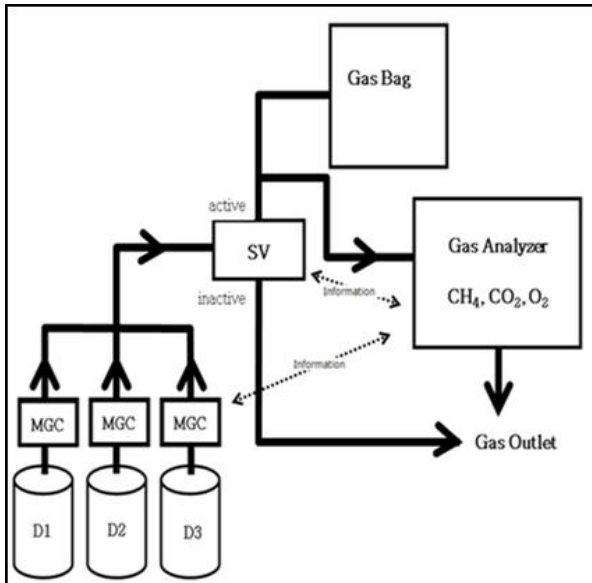 Gas Bag
active
SV
inactive
Gas Analyzer
CH₄, CO₂, O₂
Information
Information
MGC MGC MGC
Gas Outlet
D1 D2 D3